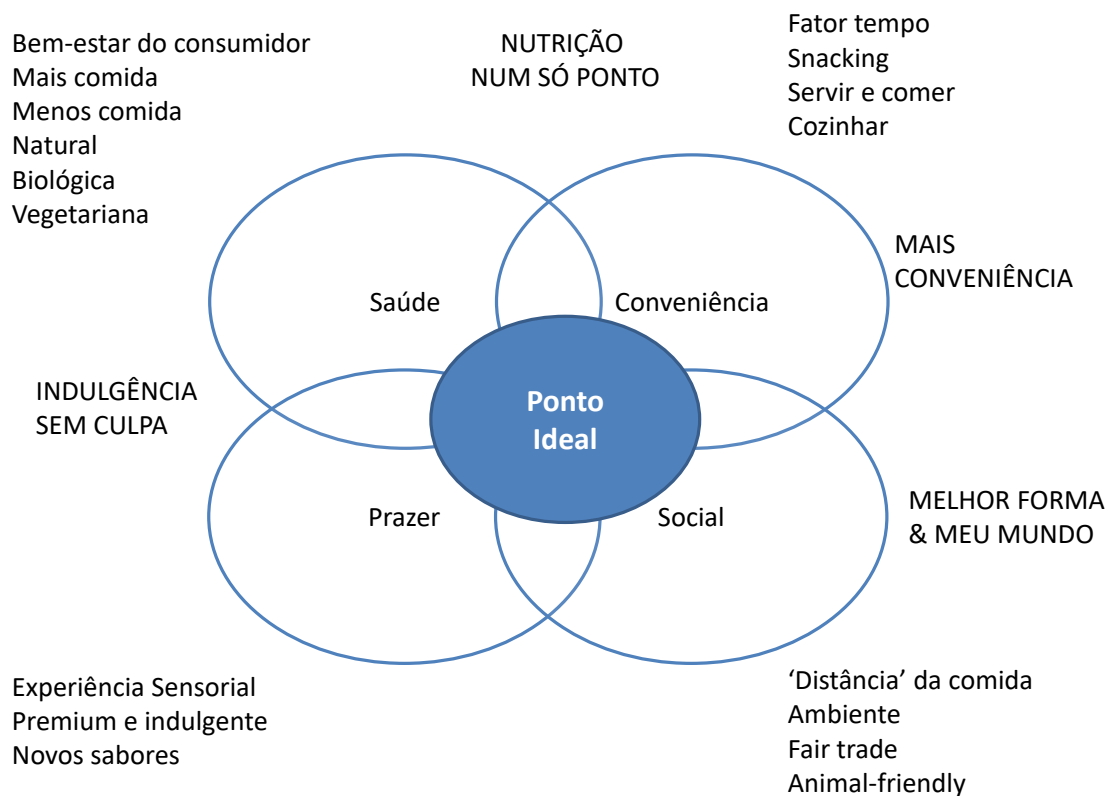 Bem-estar do consumidor
Mais comida
Menos comida
Natural
Biológica
Vegetariana
NUTRIÇÃO
NUM SÓ PONTO
Fator tempo
Snacking
Servir e comer
Cozinhar
MAIS
CONVENIÊNCIA
Saúde
Conveniência
INDULGÊNCIA
SEM CULPA
Ponto
Ideal
Prazer
Social
MELHOR FORMA
& MEU MUNDO
Experiência Sensorial
Premium e indulgente
Novos sabores
‘Distância’ da comida
Ambiente
Fair trade
Animal-friendly